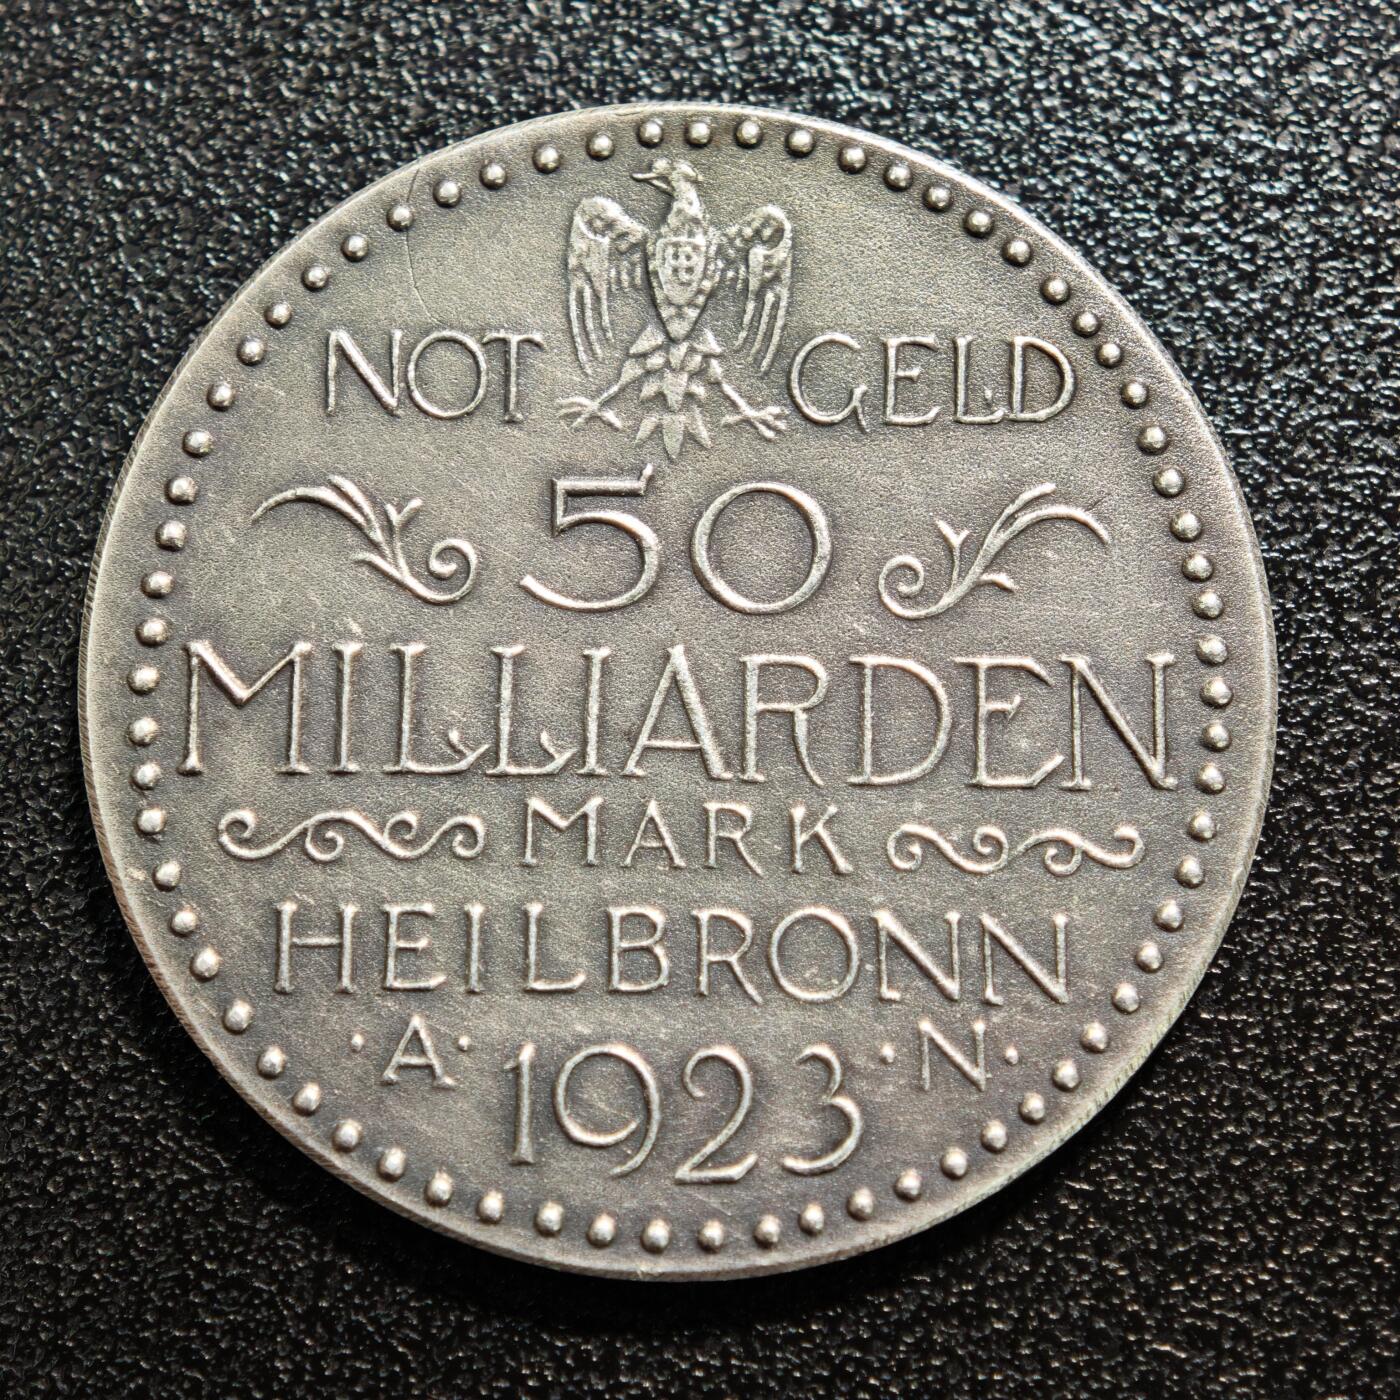 NOT GELD
50
MILLIARDEN
MARK
HEILBRONN
·A· 1923 ·N·